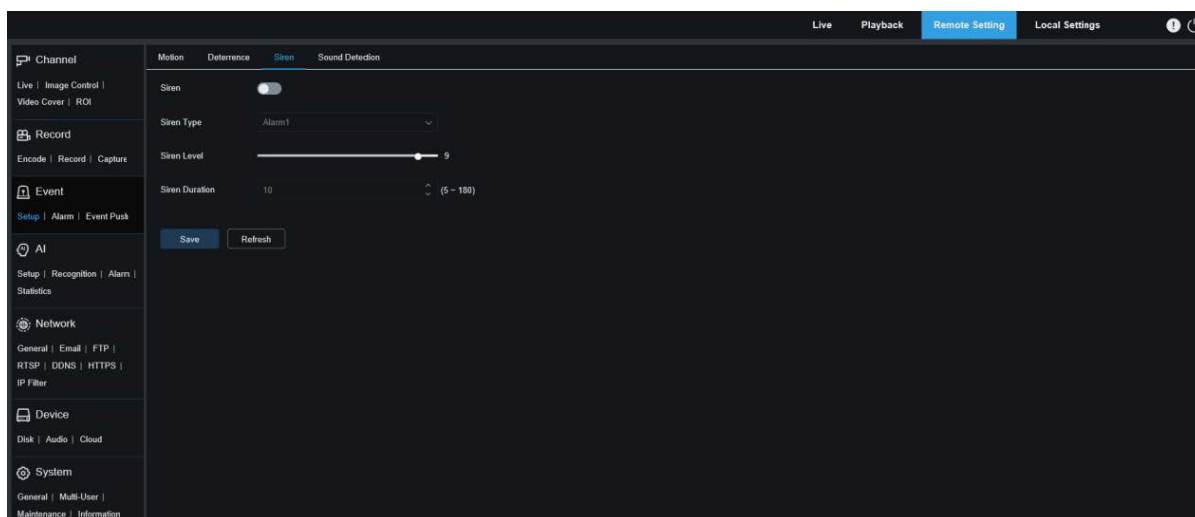 Live Playback Remote Setting Local Settings
Channel
Live | Image Control |
Video Cover | ROI
Record
Encode | Record | Capture
Event
Setup | Alarm | Event Push
AI
Setup | Recognition | Alarm |
Statistics
Network
General | Email | FTP |
RTSP | DDNS | HTTPS |
IP Filter
Device
Disk | Audio | Cloud
System
General | Multi-User |
Maintenance | Information
Motion Deterrence Siren Sound Detection
Siren
Siren Type Alarm1
Siren Level 9
Siren Duration 10 (5 ~ 180)
Save Refresh